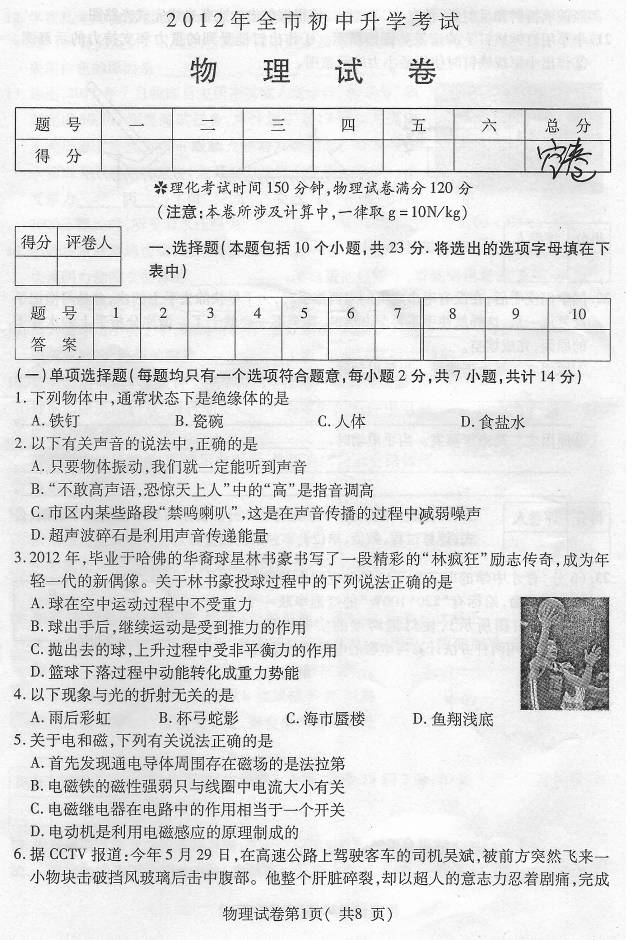 2012年全市初中升学考试
物 理 试 卷
题 号 一 二 三 四 五 六 总 分
得 分 空卷
✽理化考试时间150分钟,物理试卷满分120分
(注意:本卷所涉及计算中,一律取g=10N/kg)
得分 评卷人
一、选择题(本题包括10个小题,共23分.将选出的选项字母填在下
表中)
题 号 1 2 3 4 5 6 7 8 9 10
答 案
(一)单项选择题(每题均只有一个选项符合题意,每小题2分,共7小题,共计14分)
1.下列物体中,通常状态下是绝缘体的是
A.铁钉 B.瓷碗 C.人体 D.食盐水
2.以下有关声音的说法中,正确的是
A.只要物体振动,我们就一定能听到声音
B.“不敢高声语,恐惊天上人”中的“高”是指音调高
C.市区内某些路段“禁鸣喇叭”,这是在声音传播的过程中减弱噪声
D.超声波碎石是利用声音传递能量
3.2012年,毕业于哈佛的华裔球星林书豪书写了一段精彩的“林疯狂”励志传奇,成为年
轻一代的新偶像。关于林书豪投球过程中的下列说法正确的是
A.球在空中运动过程中不受重力
B.球出手后,继续运动是受到推力的作用
C.抛出去的球,上升过程中受非平衡力的作用
D.篮球下落过程中动能转化成重力势能
4.以下现象与光的折射无关的是
A.雨后彩虹 B.杯弓蛇影 C.海市蜃楼 D.鱼翔浅底
5.关于电和磁,下列有关说法正确的是
A.首先发现通电导体周围存在磁场的是法拉第
B.电磁铁的磁性强弱只与线圈中电流大小有关
C.电磁继电器在电路中的作用相当于一个开关
D.电动机是利用电磁感应的原理制成的
6.据CCTV报道:今年5月29日,在高速公路上驾驶客车的司机吴斌,被前方突然飞来一
小物块击破挡风玻璃后击中腹部。他整个肝脏碎裂,却以超人的意志力忍着剧痛,完成
物理试卷第1页( 共8 页)